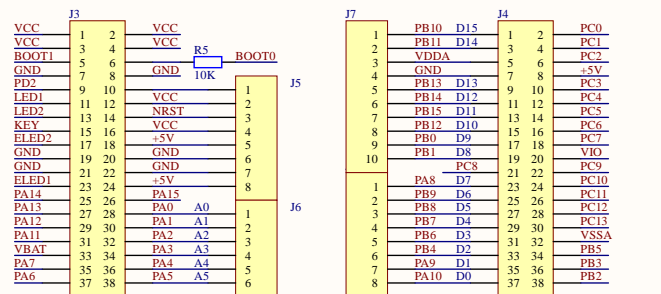 J3 J7 J4
VCC 1 2 VCC 1 PB10 D15 1 2 PC0
VCC 3 4 VCC 2 PB11 D14 3 4 PC1
BOOT1 5 6 R5 10K BOOT0 3 VDDA 5 6 PC2
GND 7 8 GND J5 4 GND 7 8 +5V
PD2 9 10 1 5 PB13 D13 9 10 PC3
LED1 11 12 VCC 2 6 PB14 D12 11 12 PC4
LED2 13 14 NRST 3 7 PB15 D11 13 14 PC5
KEY 15 16 VCC 4 8 PB12 D10 15 16 PC6
ELED2 17 18 +5V 5 9 PB0 D9 17 18 PC7
GND 19 20 GND 6 10 PB1 D8 19 20 VIO
GND 21 22 GND 7 PC8 21 22 PC9
ELED1 23 24 +5V 8 1 PA8 D7 23 24 PC10
PA14 25 26 PA15 J6 2 PB9 D6 25 26 PC11
PA13 27 28 PA0 A0 1 3 PB8 D5 27 28 PC12
PA12 29 30 PA1 A1 2 4 PB7 D4 29 30 PC13
PA11 31 32 PA2 A2 3 5 PB6 D3 31 32 VSSA
VBAT 33 34 PA3 A3 4 6 PB4 D2 33 34 PB5
PA7 35 36 PA4 A4 5 7 PA9 D1 35 36 PB3
PA6 37 38 PA5 A5 6 8 PA10 D0 37 38 PB2